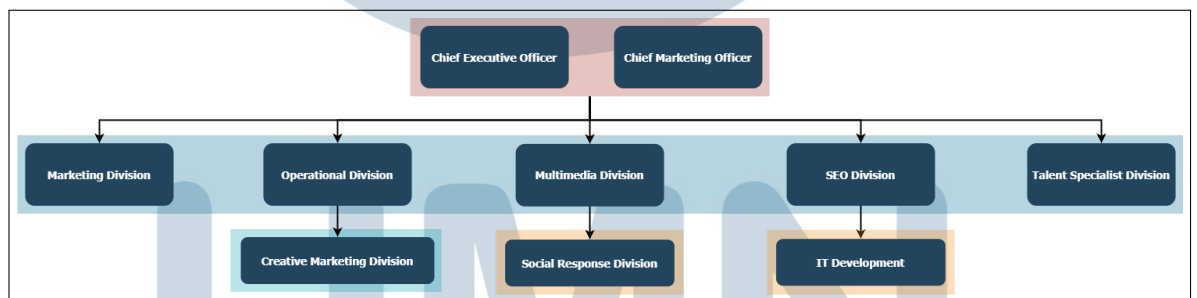 Chief Executive Officer
Chief Marketing Officer
Marketing Division
Operational Division
Multimedia Division
SEO Division
Talent Specialist Division
Creative Marketing Division
Social Response Division
IT Development